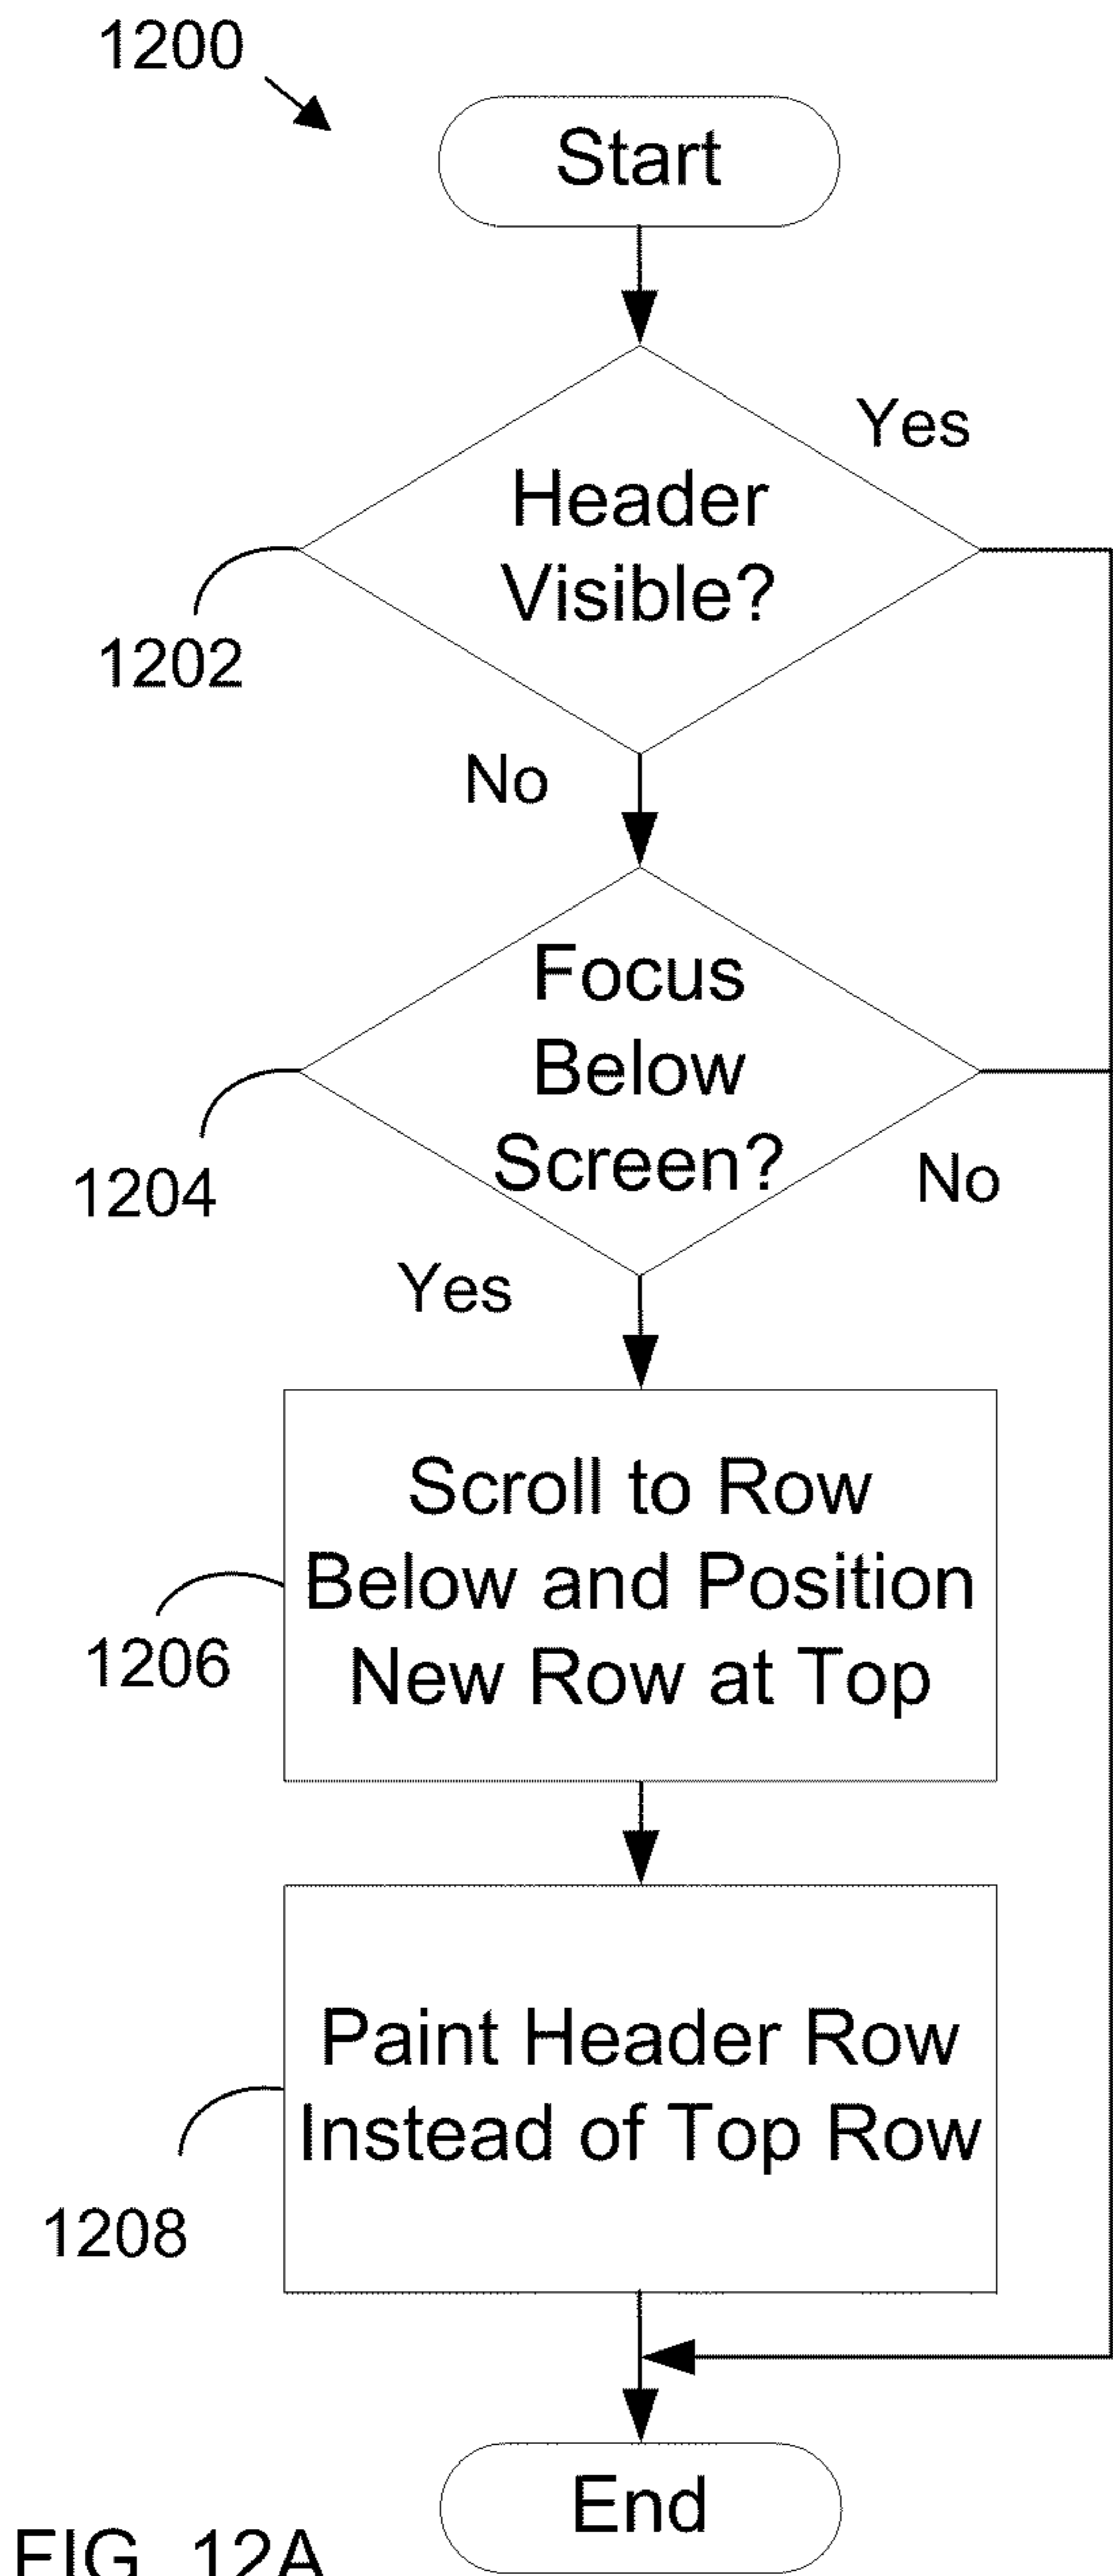 1200
Start
Yes
Header
Visible?
1202
No
Focus
Below
Screen?
1204
No
Yes
Scroll to Row
Below and Position
New Row at Top
1206
Paint Header Row
Instead of Top Row
1208
End
FIG. 12A